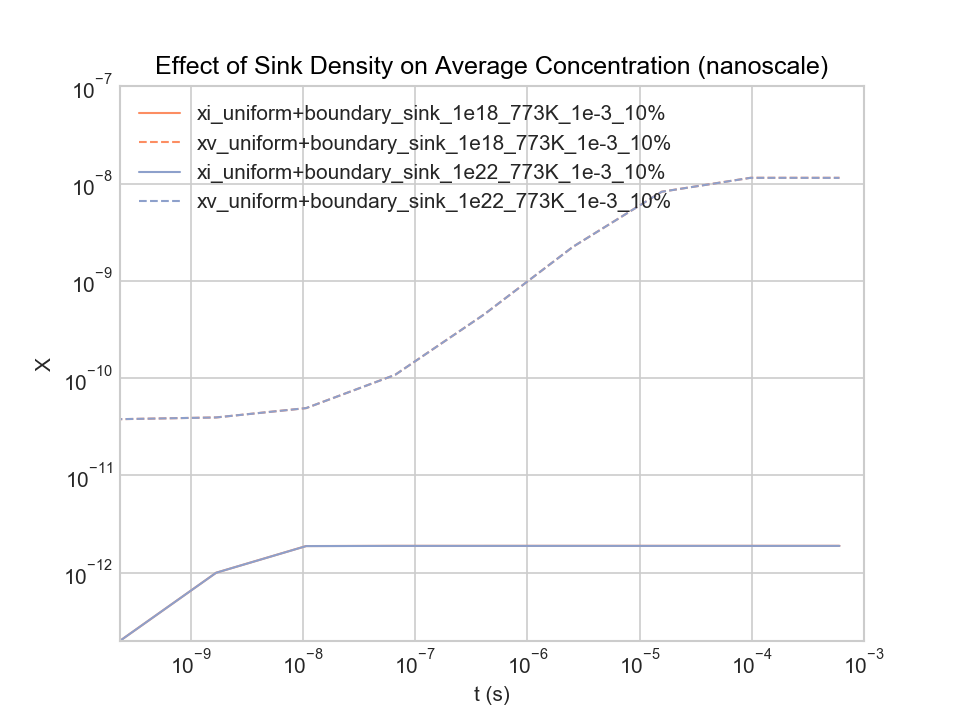 Effect of Sink Density on Average Concentration (nanoscale)
10⁻⁷
xi_uniform+boundary_sink_1e18_773K_1e-3_10%
xv_uniform+boundary_sink_1e18_773K_1e-3_10%
xi_uniform+boundary_sink_1e22_773K_1e-3_10%
10⁻⁸
xv_uniform+boundary_sink_1e22_773K_1e-3_10%
10⁻⁹
X
10⁻¹⁰
10⁻¹¹
10⁻¹²
10⁻⁹ 10⁻⁸ 10⁻⁷ 10⁻⁶ 10⁻⁵ 10⁻⁴ 10⁻³
t (s)